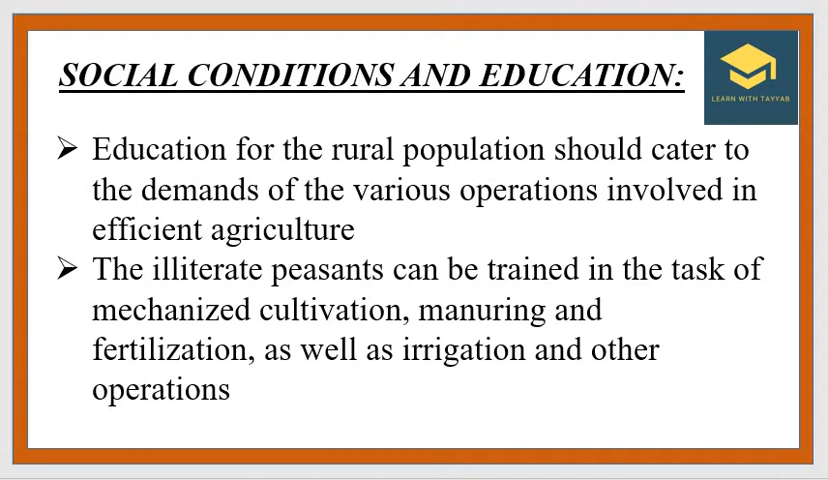 SOCIAL CONDITIONS AND EDUCATION:
LEARN WITH TAYYAB
➢ Education for the rural population should cater to
the demands of the various operations involved in
efficient agriculture
➢ The illiterate peasants can be trained in the task of
mechanized cultivation, manuring and
fertilization, as well as irrigation and other
operations